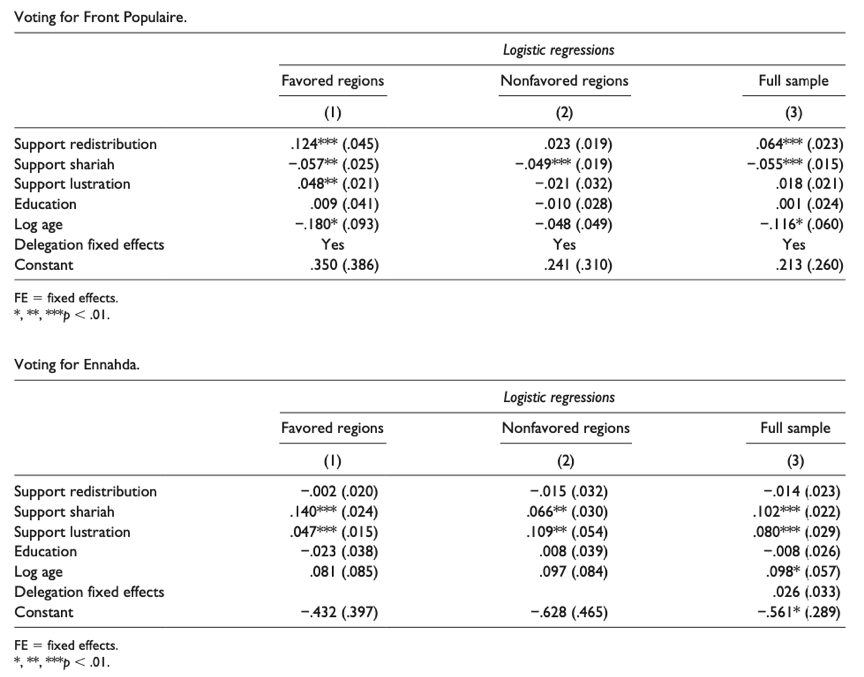 Voting for Front Populaire.
Logistic regressions
Favored regions Nonfavored regions Full sample
(1) (2) (3)
Support redistribution .124*** (.045) .023 (.019) .064*** (.023)
Support shariah −.057** (.025) −.049*** (.019) −.055*** (.015)
Support lustration .048** (.021) −.021 (.032) .018 (.021)
Education .009 (.041) −.010 (.028) .001 (.024)
Log age −.180* (.093) −.048 (.049) −.116* (.060)
Delegation fixed effects Yes Yes Yes
Constant .350 (.386) .241 (.310) .213 (.260)
FE = fixed effects.
*, **, ***p < .01.
Voting for Ennahda.
Logistic regressions
Favored regions Nonfavored regions Full sample
(1) (2) (3)
Support redistribution −.002 (.020) −.015 (.032) −.014 (.023)
Support shariah .140*** (.024) .066** (.030) .102*** (.022)
Support lustration .047*** (.015) .109** (.054) .080*** (.029)
Education −.023 (.038) .008 (.039) −.008 (.026)
Log age .081 (.085) .097 (.084) .098* (.057)
Delegation fixed effects .026 (.033)
Constant −.432 (.397) −.628 (.465) −.561* (.289)
FE = fixed effects.
*, **, ***p < .01.